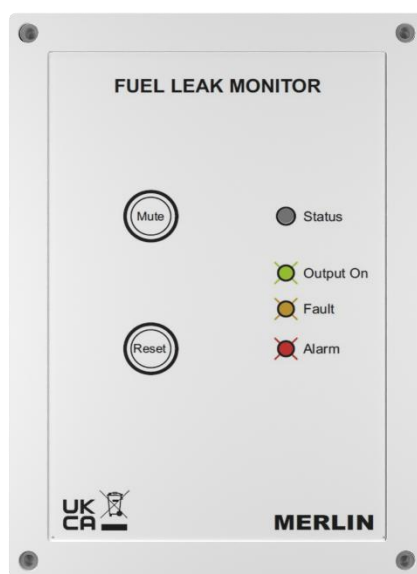 FUEL LEAK MONITOR
Mute
Status
Output On
Fault
Reset
Alarm
UK
CA
MERLIN